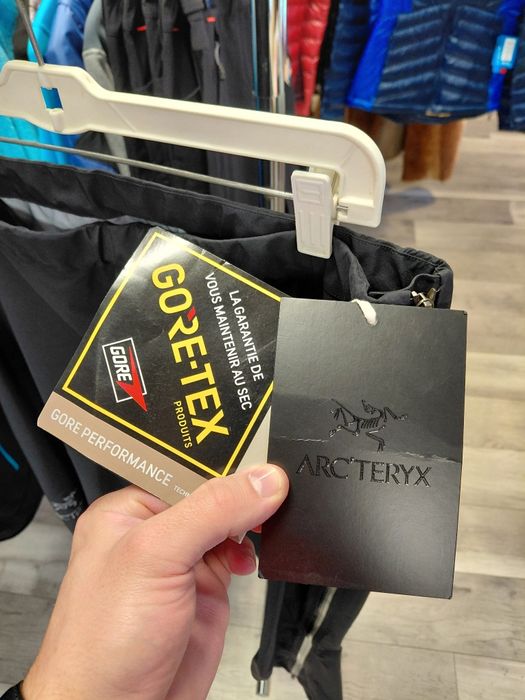 LA GARANTIE DE
VOUS MAINTENIR AU SEC
GORE-TEX
PRODUITS
GORE
GORE PERFORMANCE
ARC'TERYX